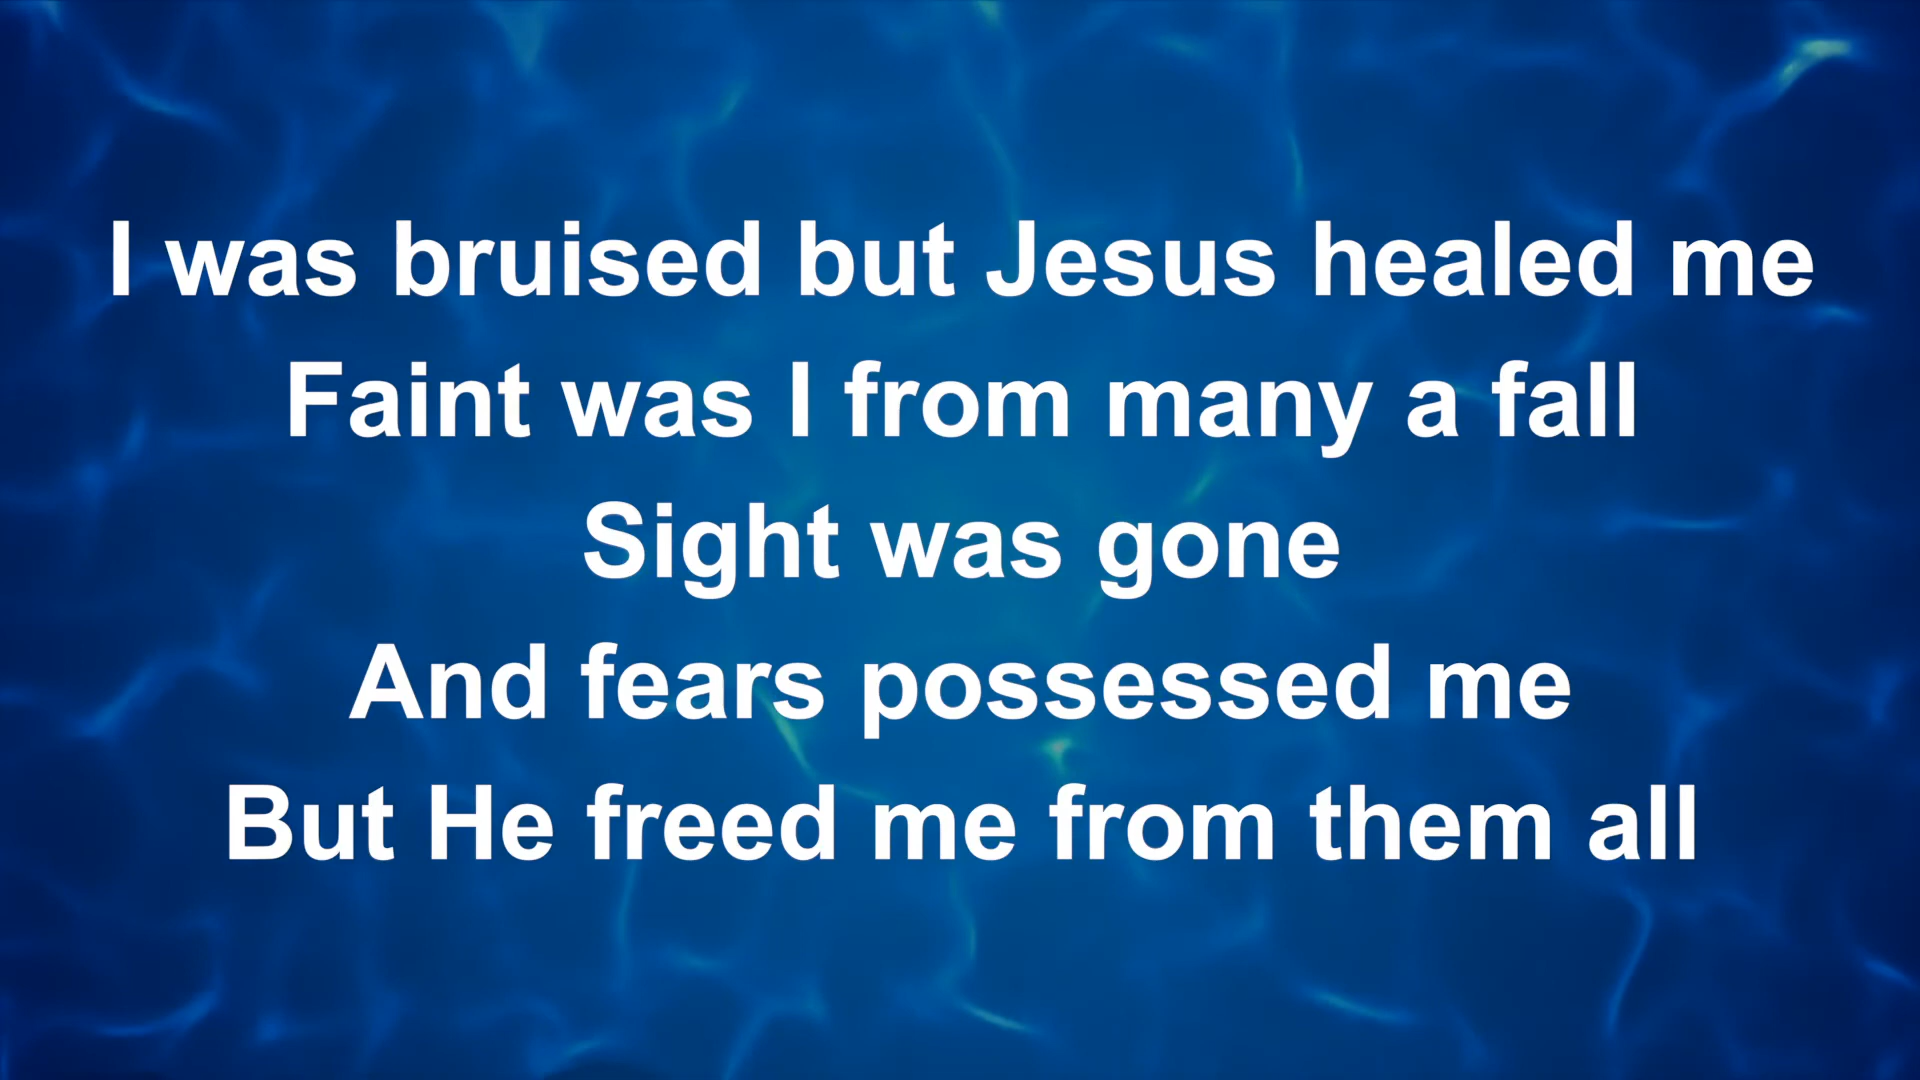 I was bruised but Jesus healed me
Faint was I from many a fall
Sight was gone
And fears possessed me
But He freed me from them all